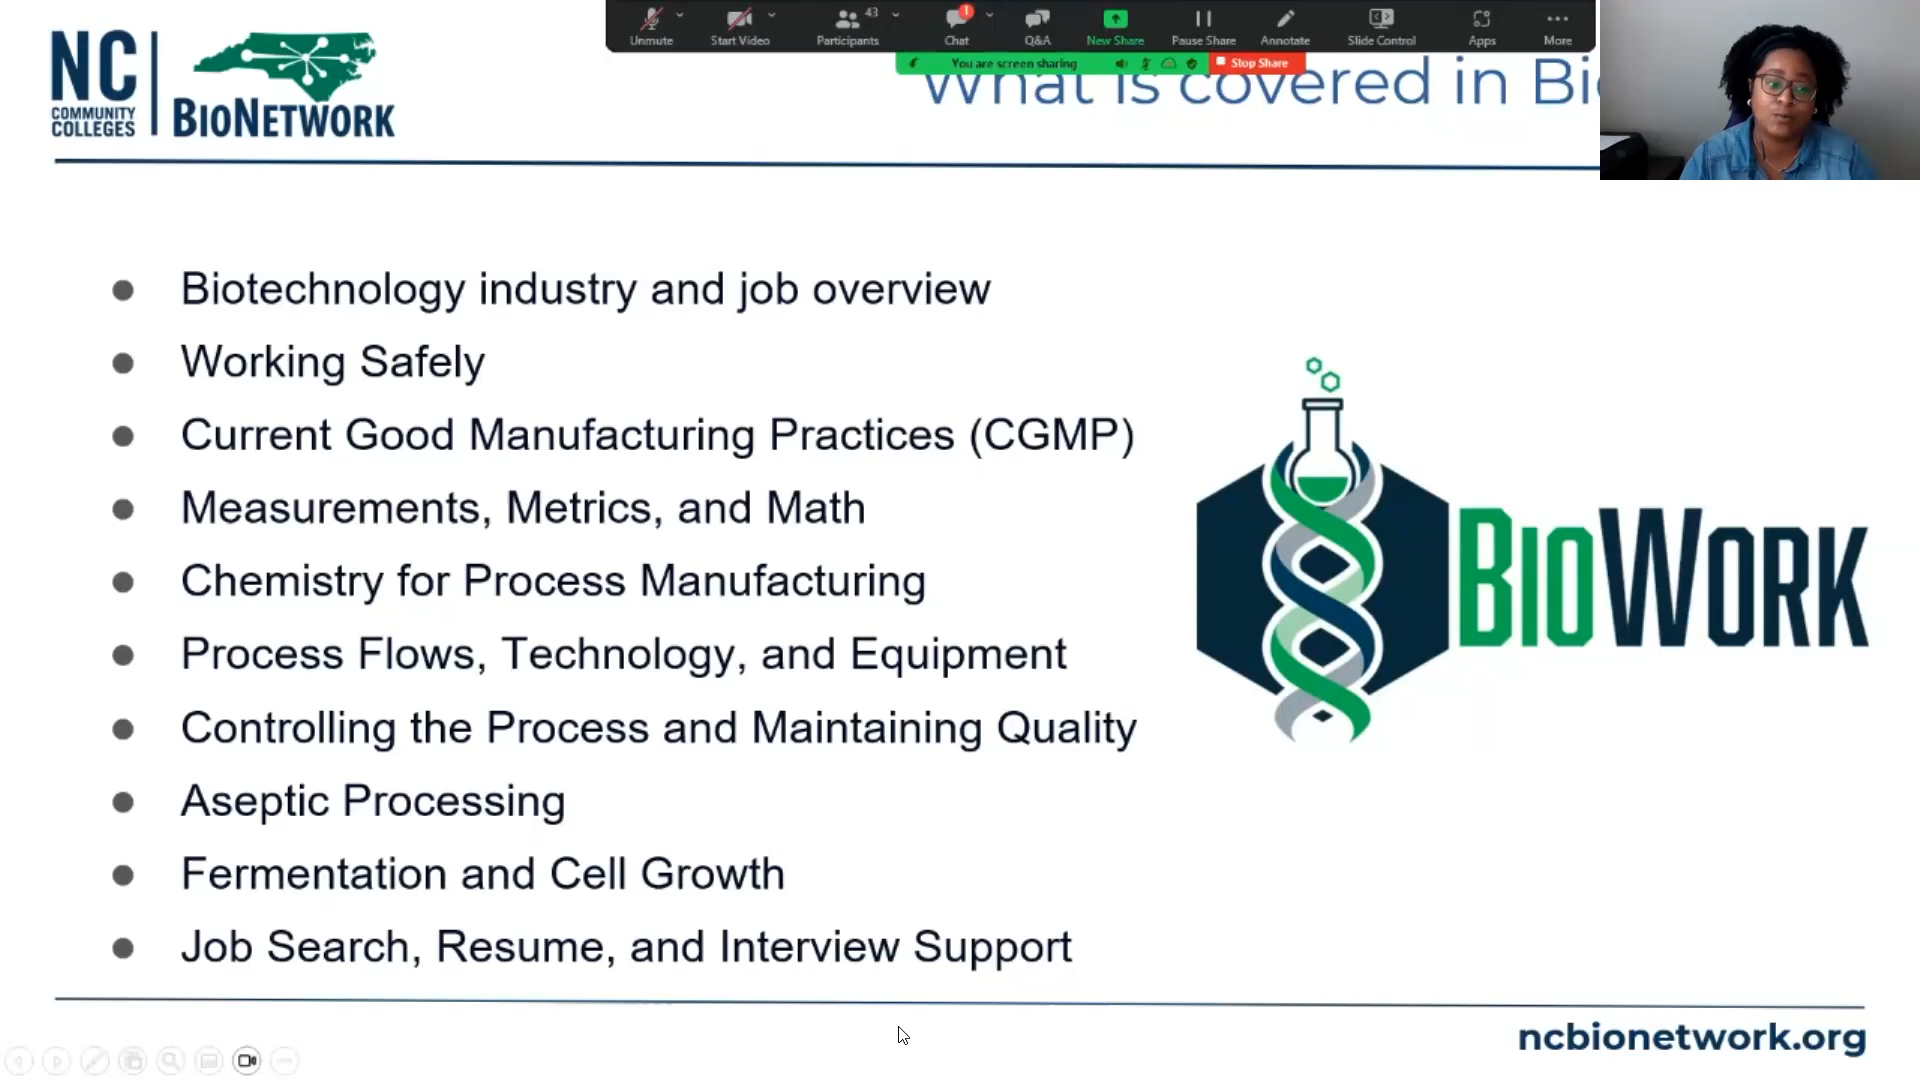 Unmute
Start Video
Participants
43
Chat
1
Q&A
New Share
Pause Share
Annotate
Slide Control
Apps
More
You are screen sharing
Stop Share
NC
COMMUNITY
COLLEGES
BIONETWORK
What is covered in Bi
Biotechnology industry and job overview
Working Safely
Current Good Manufacturing Practices (CGMP)
Measurements, Metrics, and Math
Chemistry for Process Manufacturing
Process Flows, Technology, and Equipment
Controlling the Process and Maintaining Quality
Aseptic Processing
Fermentation and Cell Growth
Job Search, Resume, and Interview Support
BIOWORK
ncbionetwork.org